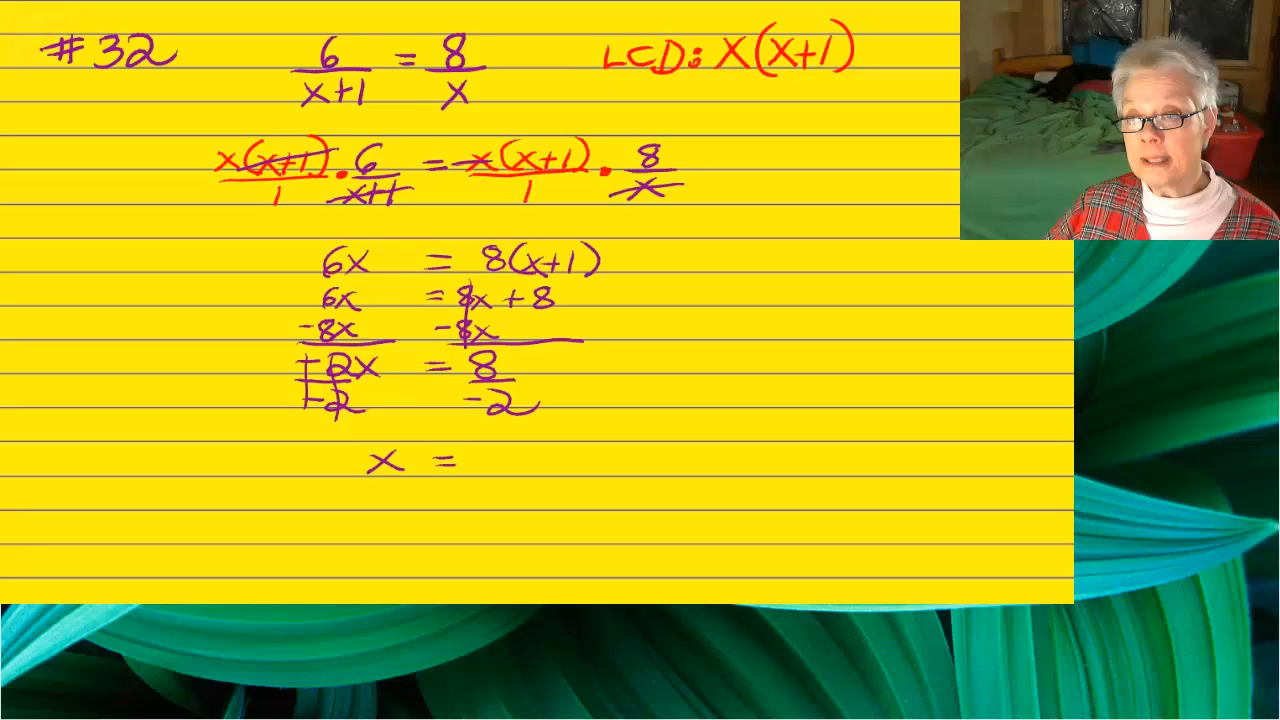 #32 6/(x+1) = 8/x LCD: x(x+1)
x(x+1)/1 · 6/(x+1) = x(x+1)/1 · 8/x
6x = 8(x+1)
6x = 8x + 8
-8x -8x
-2x = 8
-2 -2
x =